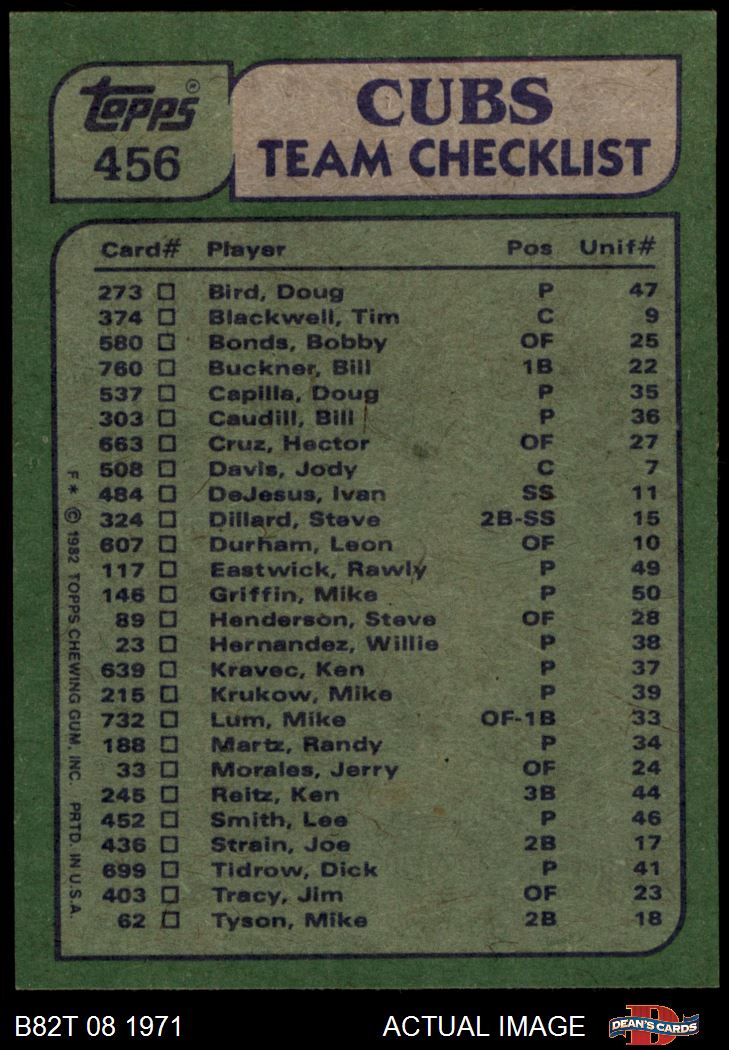 Topps®
456
CUBS
TEAM CHECKLIST
Card# Player Pos Unif#
273 Bird, Doug P 47
374 Blackwell, Tim C 9
580 Bonds, Bobby OF 25
760 Buckner, Bill 1B 22
537 Capilla, Doug P 35
303 Caudill, Bill P 36
663 Cruz, Hector OF 27
508 Davis, Jody C 7
484 DeJesus, Ivan SS 11
324 Dillard, Steve 2B-SS 15
607 Durham, Leon OF 10
117 Eastwick, Rawly P 49
146 Griffin, Mike P 50
89 Henderson, Steve OF 28
23 Hernandez, Willie P 38
639 Kravec, Ken P 37
215 Krukow, Mike P 39
732 Lum, Mike OF-1B 33
188 Martz, Randy P 34
33 Morales, Jerry OF 24
245 Reitz, Ken 3B 44
452 Smith, Lee P 46
436 Strain, Joe 2B 17
699 Tidrow, Dick P 41
403 Tracy, Jim OF 23
62 Tyson, Mike 2B 18
F * © 1982 TOPPS CHEWING GUM, INC. PRTD. IN U.S.A.
B82T 08 1971 ACTUAL IMAGE
D
DEAN'S CARDS